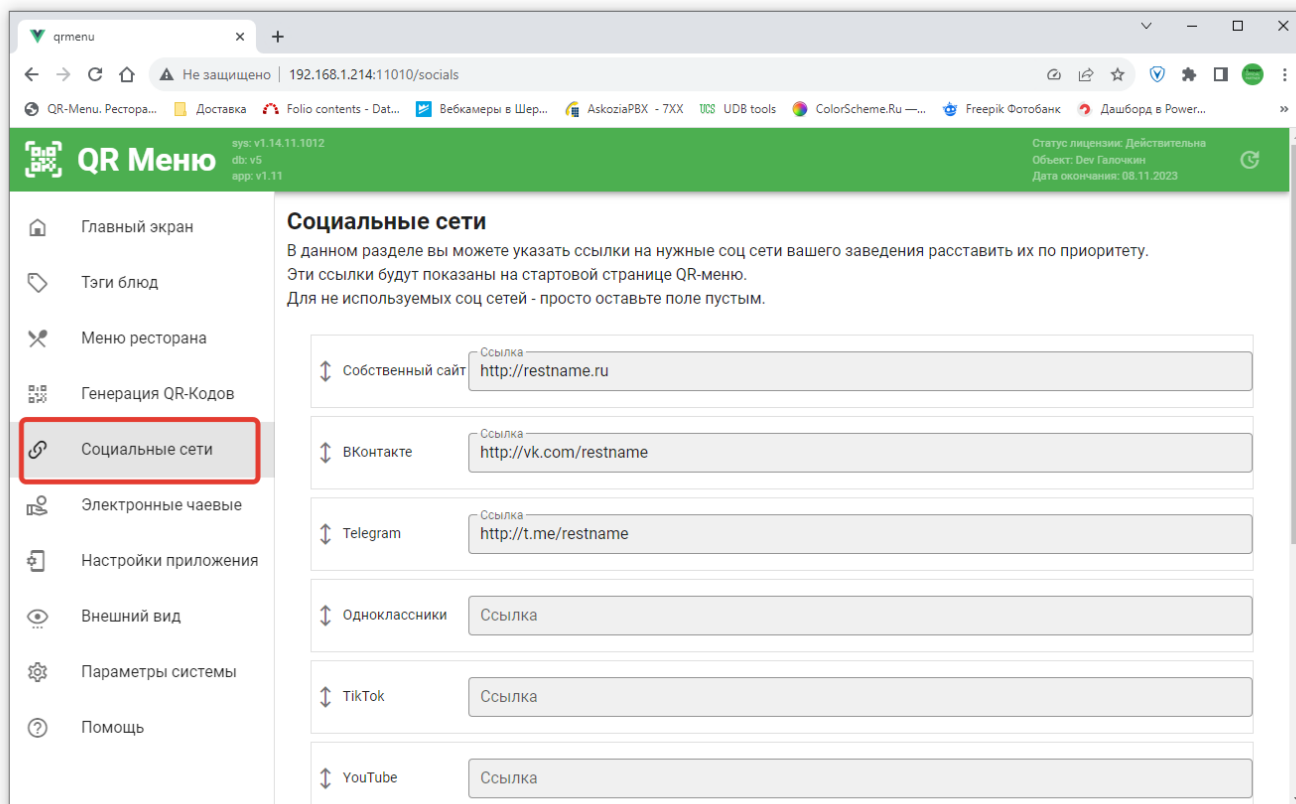 qrmenu
Не защищено
192.168.1.214:11010/socials
QR-Menu. Рестора...
Доставка
Folio contents - Dat...
Вебкамеры в Шер...
AskoziaPBX - 7XX
UCS UDB tools
ColorScheme.Ru —...
Freepik Фотобанк
Дашборд в Power...
»
QR Меню
sys: v1.14.11.1012
db: v5
app: v1.11
Статус лицензии: Действительна
Объект: Dev Галочкин
Дата окончания: 08.11.2023
Главный экран
Тэги блюд
Меню ресторана
Генерация QR-Кодов
Социальные сети
Электронные чаевые
Настройки приложения
Внешний вид
Параметры системы
Помощь
Социальные сети
В данном разделе вы можете указать ссылки на нужные соц сети вашего заведения расставить их по приоритету.
Эти ссылки будут показаны на стартовой странице QR-меню.
Для не используемых соц сетей - просто оставьте поле пустым.
Ссылка
Собственный сайт http://restname.ru
Ссылка
ВКонтакте http://vk.com/restname
Ссылка
Telegram http://t.me/restname
Одноклассники Ссылка
TikTok Ссылка
YouTube Ссылка